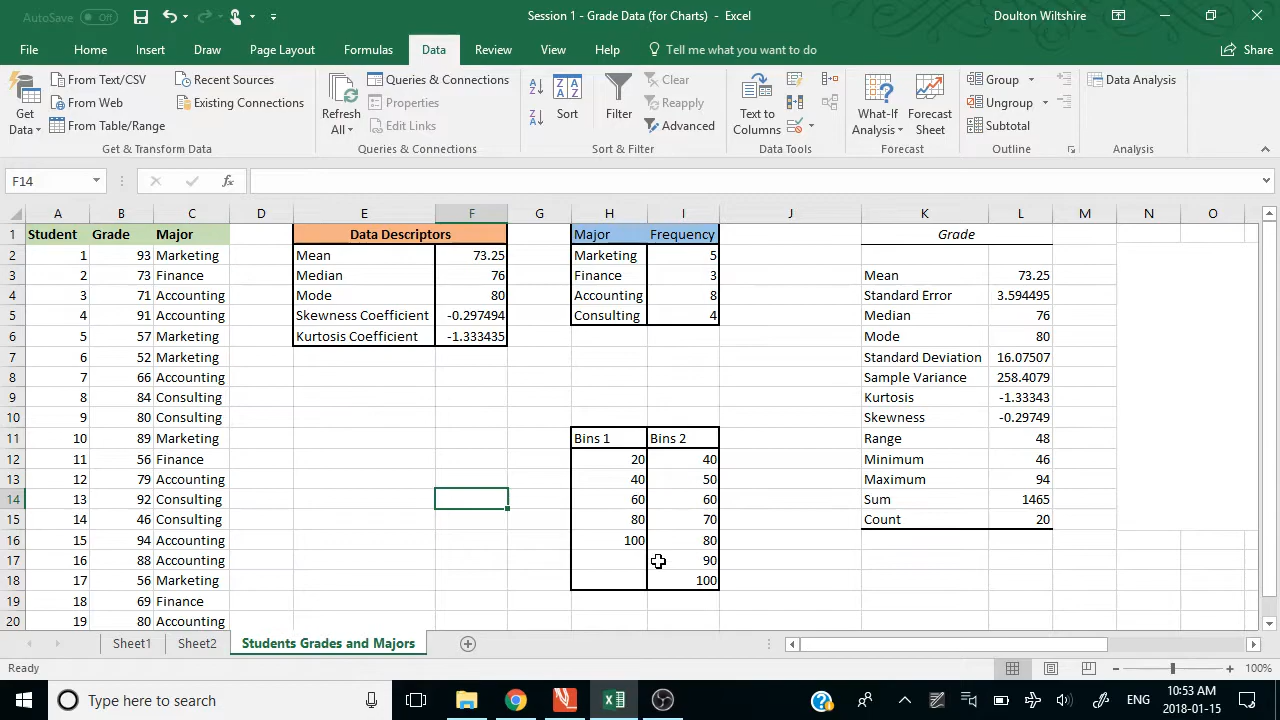 AutoSave Off
Session 1 - Grade Data (for Charts) - Excel
Doulton Wiltshire
File Home Insert Draw Page Layout Formulas Data Review View Help Tell me what you want to do Share
Get Data
From Text/CSV
From Web
From Table/Range
Recent Sources
Existing Connections
Get & Transform Data
Refresh All
Queries & Connections
Properties
Edit Links
Queries & Connections
Sort
Filter
Clear
Reapply
Advanced
Sort & Filter
Text to Columns
Data Tools
What-If Analysis
Forecast Sheet
Forecast
Group
Ungroup
Subtotal
Outline
Data Analysis
Analysis
F14 fx
A B C D E F G H I J K L M N O
1 Student Grade Major Data Descriptors Major Frequency Grade
2 1 93 Marketing Mean 73.25 Marketing 5
3 2 73 Finance Median 76 Finance 3 Mean 73.25
4 3 71 Accounting Mode 80 Accounting 8 Standard Error 3.594495
5 4 91 Accounting Skewness Coefficient -0.297494 Consulting 4 Median 76
6 5 57 Marketing Kurtosis Coefficient -1.333435 Mode 80
7 6 52 Marketing Standard Deviation 16.07507
8 7 66 Accounting Sample Variance 258.4079
9 8 84 Consulting Kurtosis -1.33343
10 9 80 Consulting Skewness -0.29749
11 10 89 Marketing Bins 1 Bins 2 Range 48
12 11 56 Finance 20 40 Minimum 46
13 12 79 Accounting 40 50 Maximum 94
14 13 92 Consulting 60 60 Sum 1465
15 14 46 Consulting 80 70 Count 20
16 15 94 Accounting 100 80
17 16 88 Accounting 90
18 17 56 Marketing 100
19 18 69 Finance
20 19 80 Accounting
Sheet1 Sheet2 Students Grades and Majors
Ready 100%
Type here to search
ENG
10:53 AM
2018-01-15